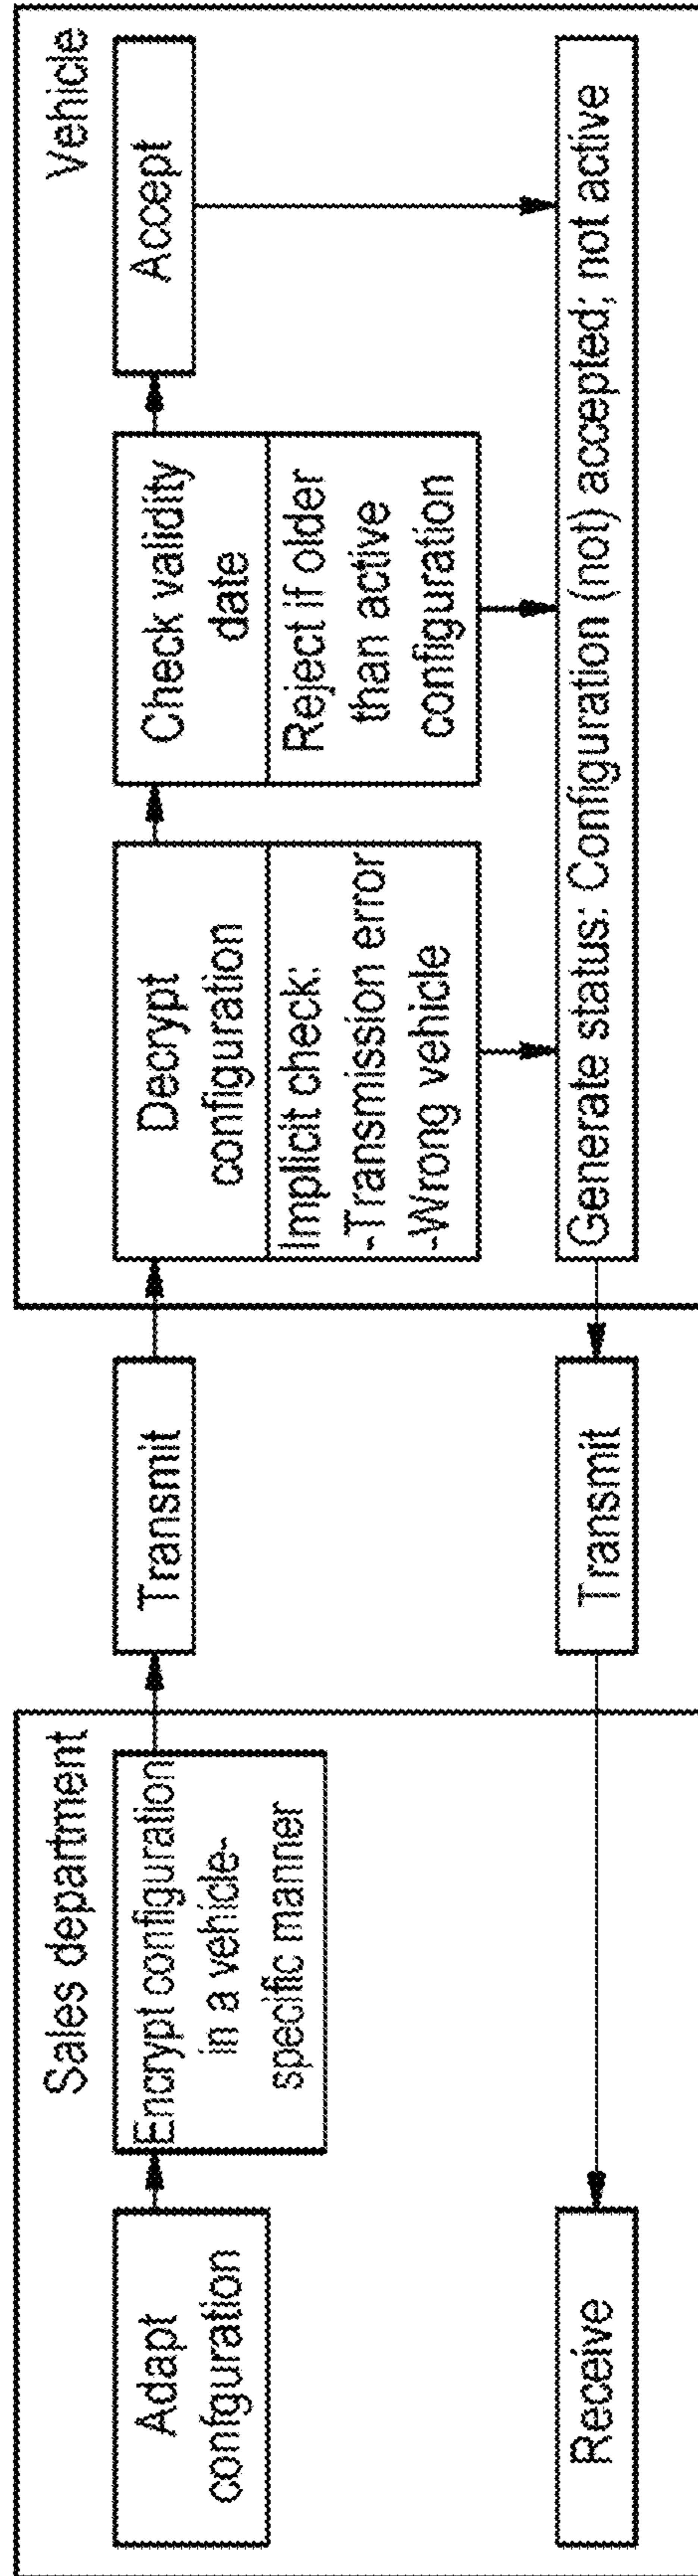 Sales department
Adapt
confguration
Encrypt configuration
in a vehicle-
specific manner
Transmit
Vehicle
Decrypt
configuration
Implicit check:
-Transmission error
-Wrong vehicle
Check validity
date
Reject if older
than active
configuration
Accept
Generate status: Configuration (not) accepted; not active
Transmit
Receive